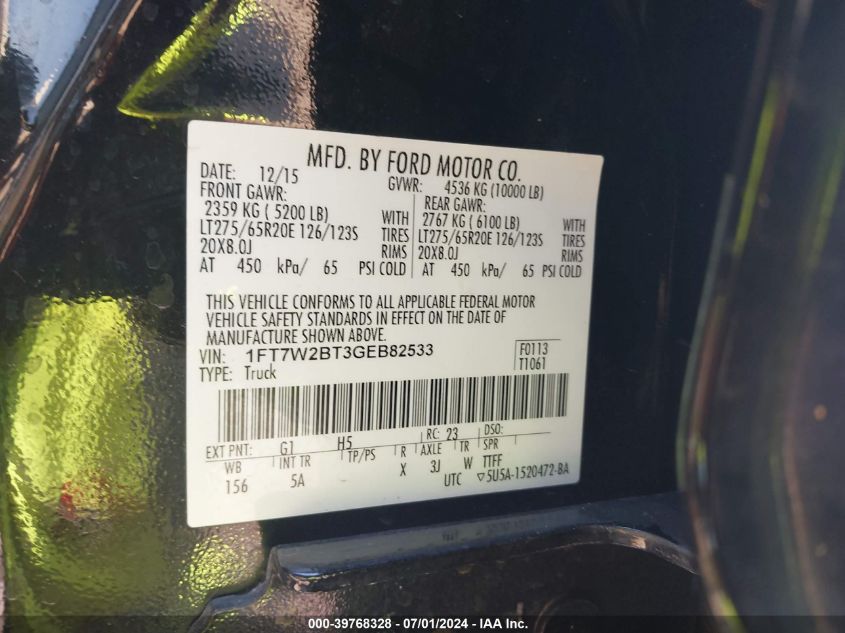 MFD. BY FORD MOTOR CO.
DATE: 12/15 GVWR: 4536 KG (10000 LB)
FRONT GAWR: REAR GAWR:
2359 KG ( 5200 LB) WITH 2767 KG ( 6100 LB) WITH
LT275/65R20E 126/123S TIRES LT275/65R20E 126/123S TIRES
20X8.0J RIMS 20X8.0J RIMS
AT 450 kPa/ 65 PSI COLD AT 450 kPa/ 65 PSI COLD
THIS VEHICLE CONFORMS TO ALL APPLICABLE FEDERAL MOTOR
VEHICLE SAFETY STANDARDS IN EFFECT ON THE DATE OF
MANUFACTURE SHOWN ABOVE.
VIN: 1FT7W2BT3GEB82533 F0113
TYPE: Truck T1061
EXT PNT: G1 H5 RC: 23 DSO:
WB INT TR TP/PS R AXLE TR SPR
156 5A X 3J W TTFF
UTC ▽5U5A-1520472-BA
000-39768328 - 07/01/2024 - IAA Inc.